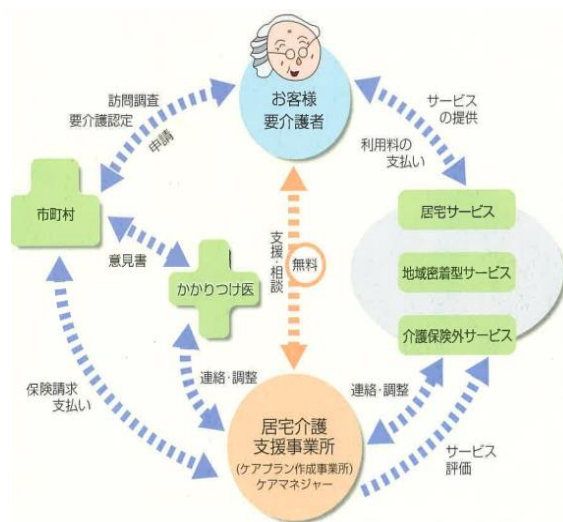 お客様
要介護者
訪問調査
要介護認定
申請
サービス
の提供
利用料の
支払い
市町村
意見書
かかりつけ医
支援・相談
無料
居宅サービス
地域密着型サービス
介護保険外サービス
保険請求
支払い
連絡・調整
連絡・調整
居宅介護
支援事業所
(ケアプラン作成事業所)
ケアマネジャー
サービス
評価